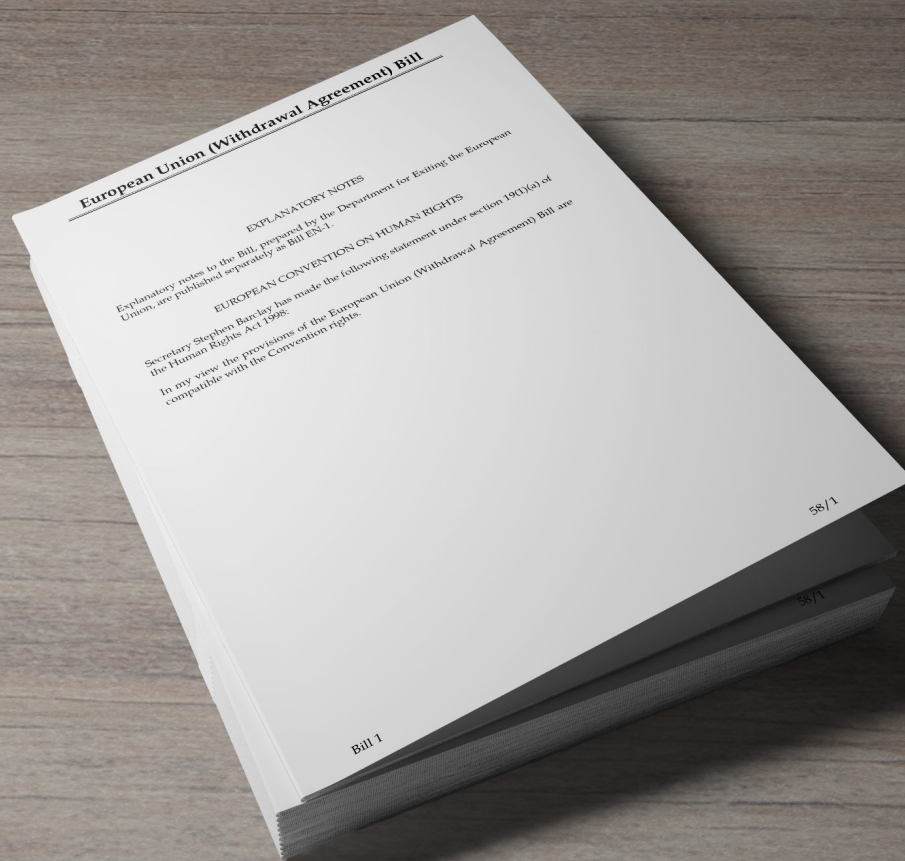 European Union (Withdrawal Agreement) Bill
EXPLANATORY NOTES
Explanatory notes to the Bill, prepared by the Department for Exiting the European
Union, are published separately as Bill EN-1.
EUROPEAN CONVENTION ON HUMAN RIGHTS
Secretary Stephen Barclay has made the following statement under section 19(1)(a) of
the Human Rights Act 1998:
In my view the provisions of the European Union (Withdrawal Agreement) Bill are
compatible with the Convention rights.
Bill 1
58/1
58/1